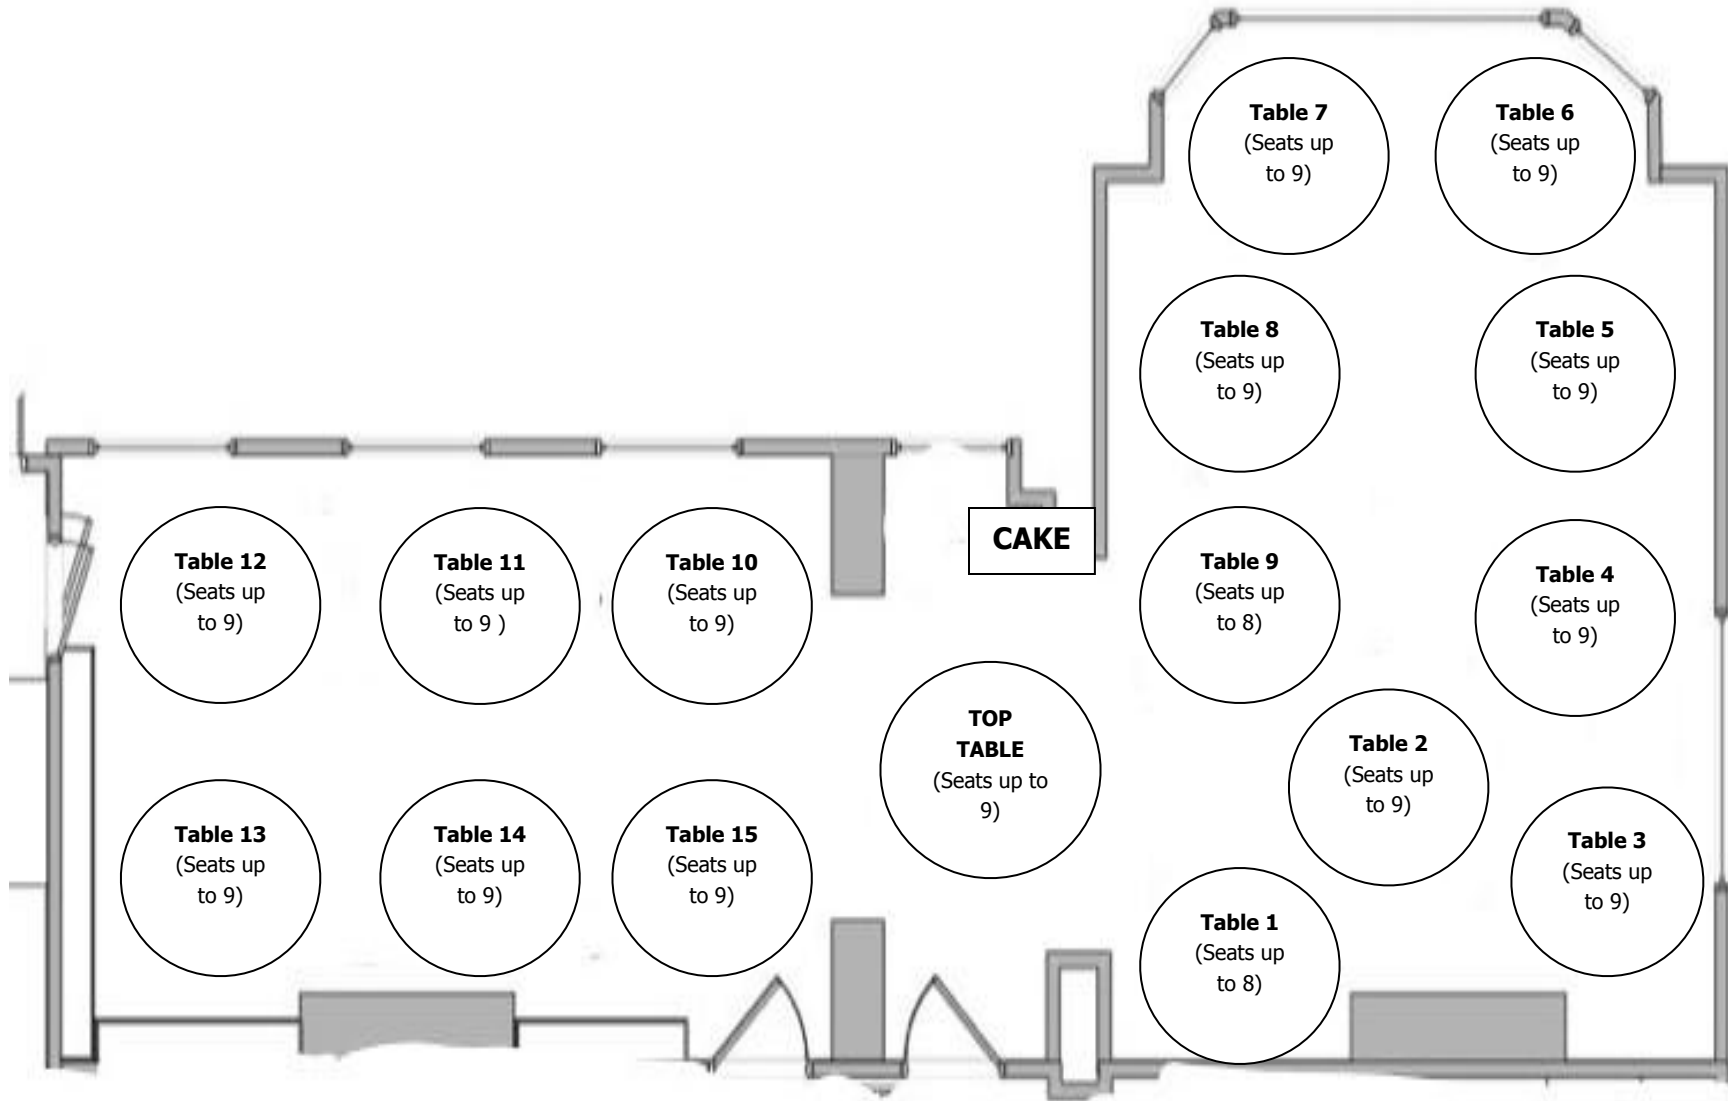 Table 7
(Seats up
to 9)
Table 6
(Seats up
to 9)
Table 8
(Seats up
to 9)
Table 5
(Seats up
to 9)
CAKE
Table 12
(Seats up
to 9)
Table 11
(Seats up
to 9 )
Table 10
(Seats up
to 9)
Table 9
(Seats up
to 8)
Table 4
(Seats up
to 9)
TOP
TABLE
(Seats up to
9)
Table 2
(Seats up
to 9)
Table 13
(Seats up
to 9)
Table 14
(Seats up
to 9)
Table 15
(Seats up
to 9)
Table 3
(Seats up
to 9)
Table 1
(Seats up
to 8)